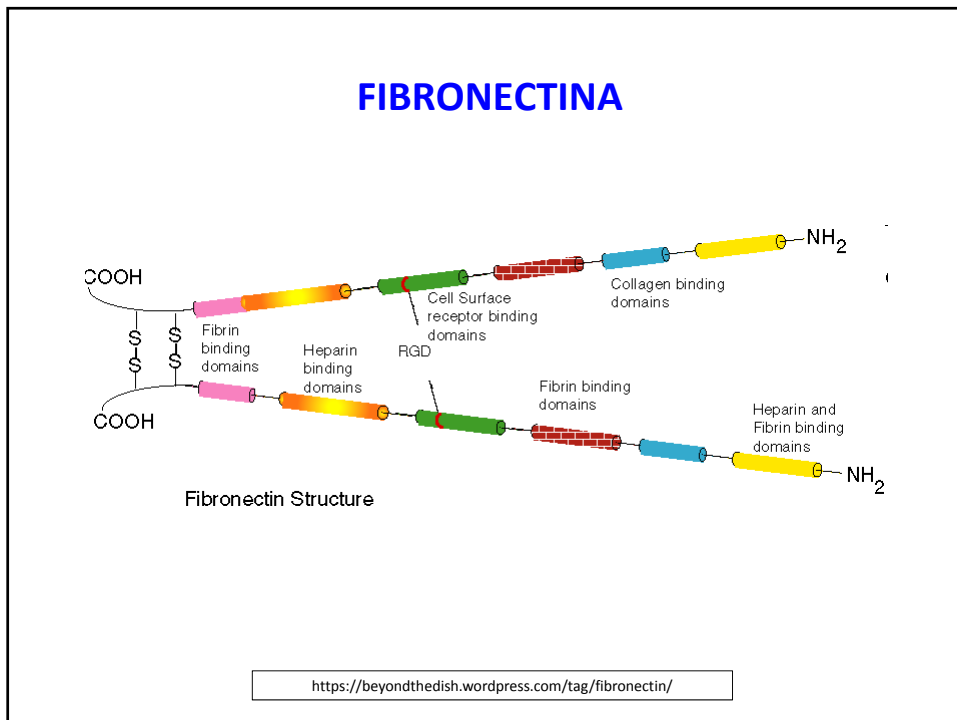 FIBRONECTINA
NH2
COOH
Collagen binding
domains
Cell Surface
receptor binding
domains
RGD
Fibrin
binding
domains
S-S
S-S
Heparin
binding
domains
Fibrin binding
domains
Heparin and
Fibrin binding
domains
COOH
NH2
Fibronectin Structure
https://beyondthedish.wordpress.com/tag/fibronectin/